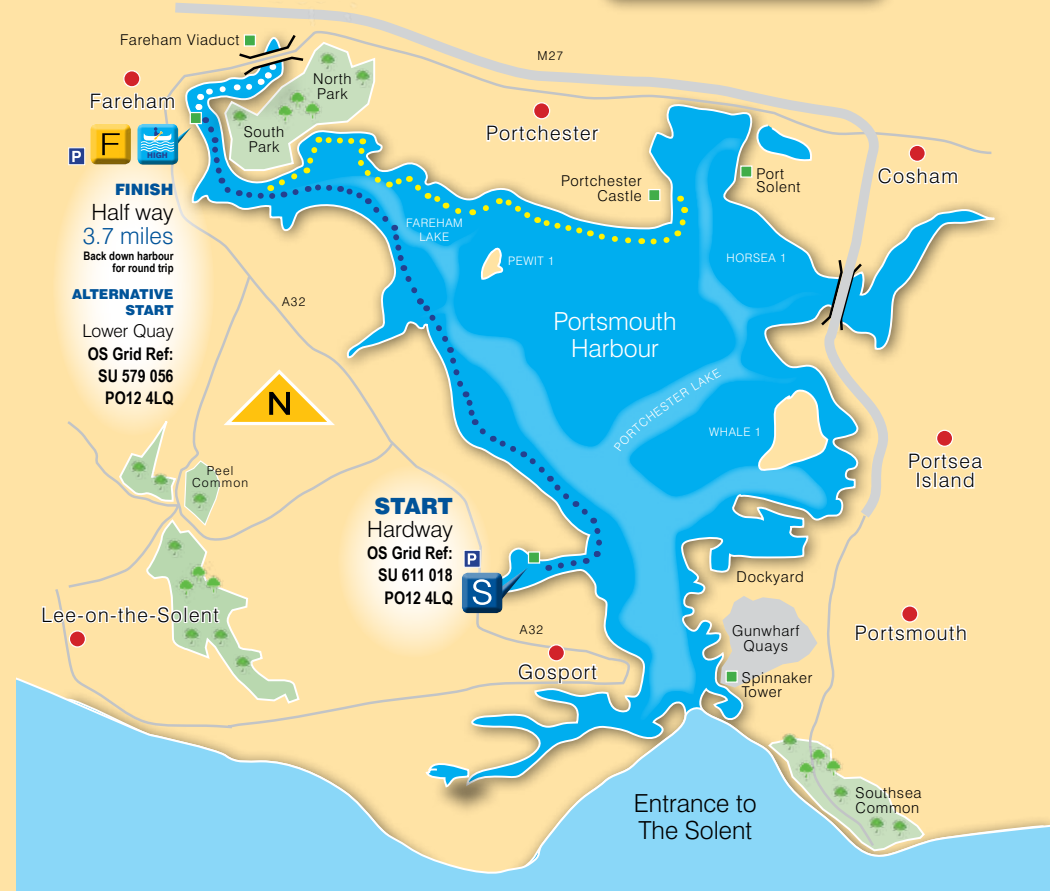 Fareham Viaduct
M27
Fareham
North
Park
Portchester
South
Park
P
F
HIGH
Cosham
Port
Solent
Portchester
Castle
FINISH
Half way
3.7 miles
Back down harbour
for round trip
ALTERNATIVE
START
Lower Quay
OS Grid Ref:
SU 579 056
PO12 4LQ
FAREHAM
LAKE
PEWIT 1
HORSEA 1
A32
Portsmouth
Harbour
PORTCHESTER LAKE
N
WHALE 1
Portsea
Island
Peel
Common
START
Hardway
OS Grid Ref:
SU 611 018
PO12 4LQ
P
S
Dockyard
Lee-on-the-Solent
A32
Gosport
Gunwharf
Quays
Portsmouth
Spinnaker
Tower
Entrance to
The Solent
Southsea
Common